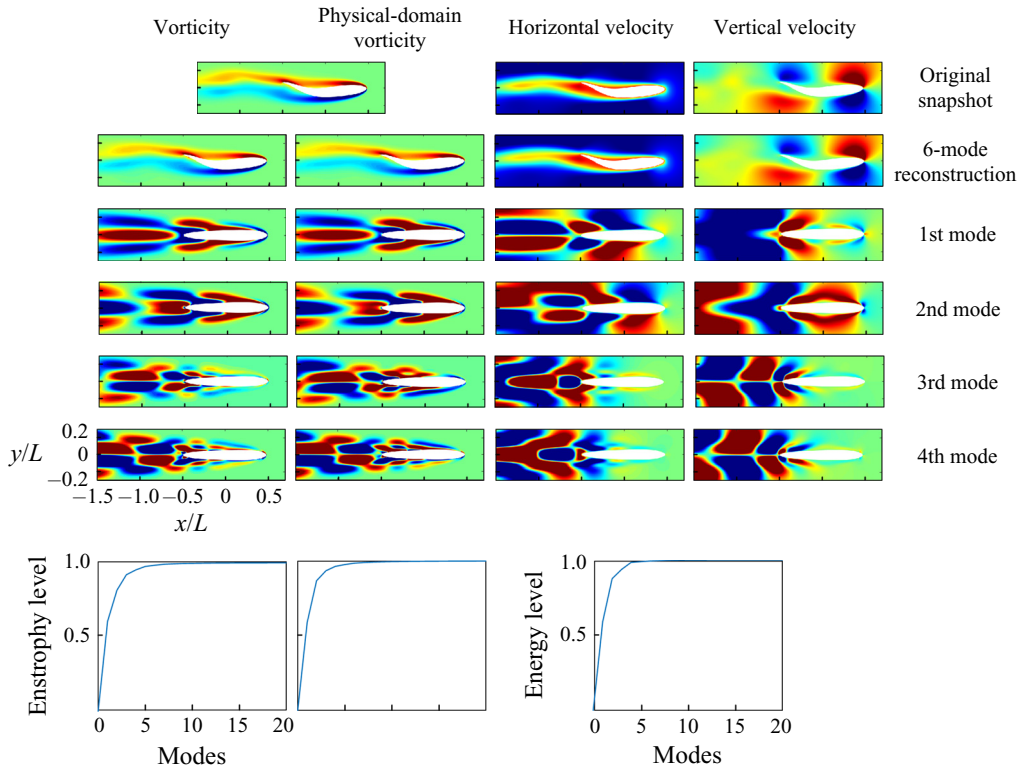 Vorticity
Physical-domain
vorticity
Horizontal velocity
Vertical velocity
Original
snapshot
6-mode
reconstruction
1st mode
2nd mode
3rd mode
4th mode
0.2
y/L 0
−0.2
−1.5 −1.0 −0.5 0 0.5
x/L
1.0
0.5
Enstrophy level
0 5 10 15 20
Modes
1.0
0.5
Energy level
0 5 10 15 20
Modes